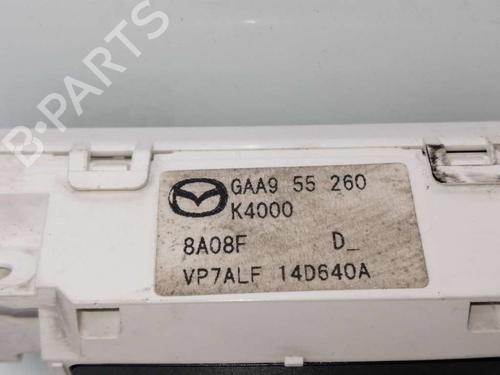 B-PARTS
GAA9 55 260
K4000
8A08F D_
VP7ALF 14D640A